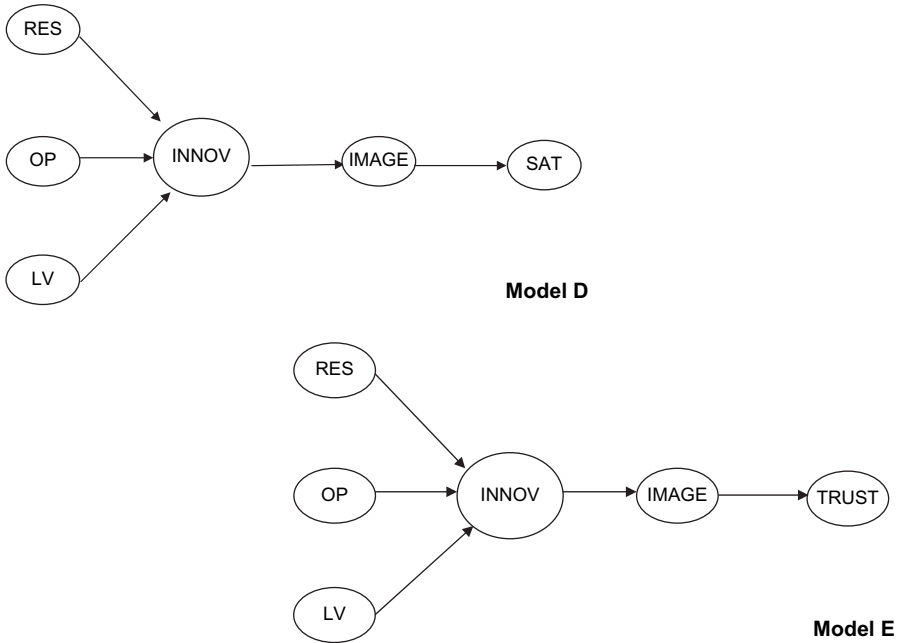 RES
OP
INNOV
IMAGE
SAT
LV
Model D
RES
OP
INNOV
IMAGE
TRUST
LV
Model E